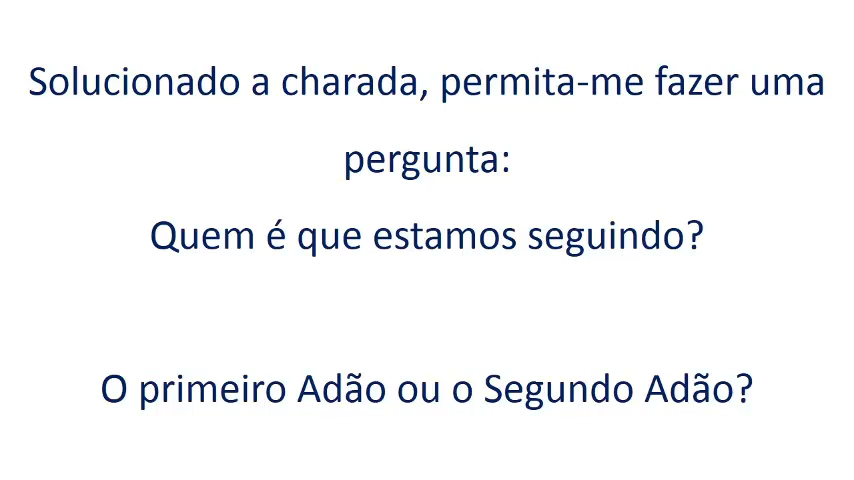 Solucionado a charada, permita-me fazer uma
pergunta:
Quem é que estamos seguindo?
O primeiro Adão ou o Segundo Adão?